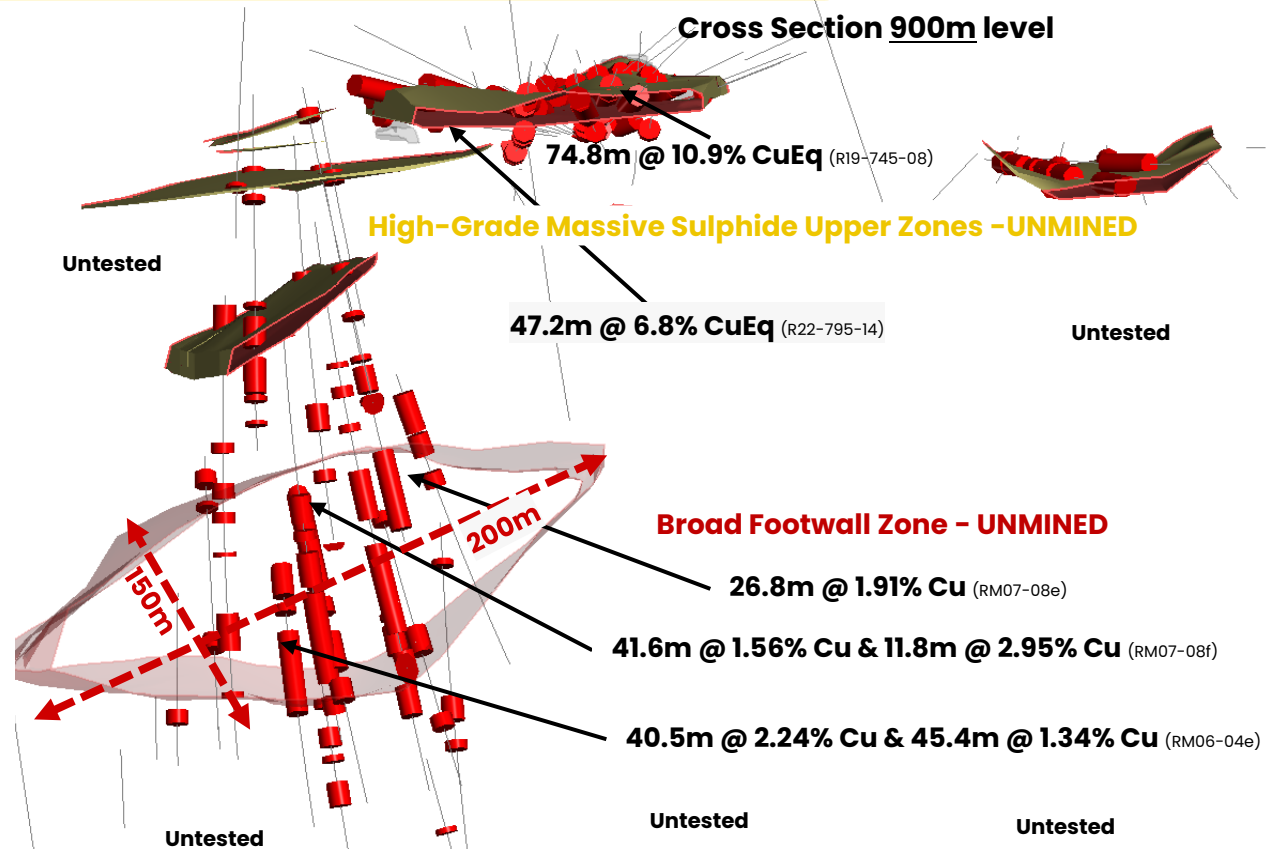 Cross Section 900m level
74.8m @ 10.9% CuEq (R19-745-08)
High-Grade Massive Sulphide Upper Zones -UNMINED
Untested
47.2m @ 6.8% CuEq (R22-795-14)
Untested
200m
Broad Footwall Zone - UNMINED
150m
26.8m @ 1.91% Cu (RM07-08e)
41.6m @ 1.56% Cu & 11.8m @ 2.95% Cu (RM07-08f)
40.5m @ 2.24% Cu & 45.4m @ 1.34% Cu (RM06-04e)
Untested
Untested
Untested